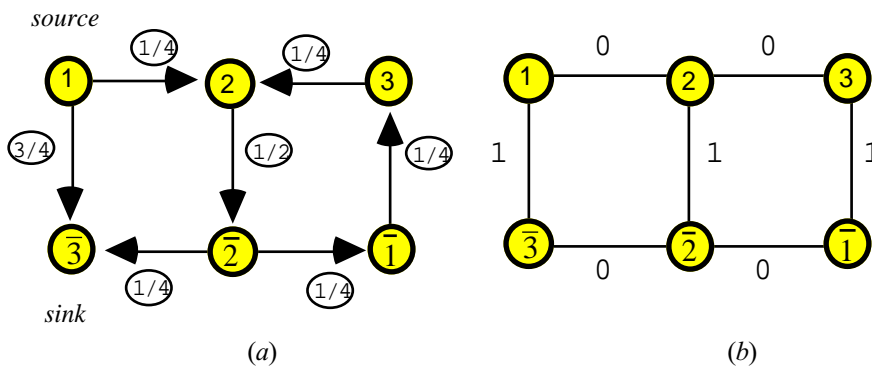 source
1/4 1/4 0 0
1 2 3 1 2 3
3/4 1/2 1/4 1 1 1
3̅ 2̅ 1̅ 3̅ 2̅ 1̅
1/4 1/4 0 0
sink
(a) (b)